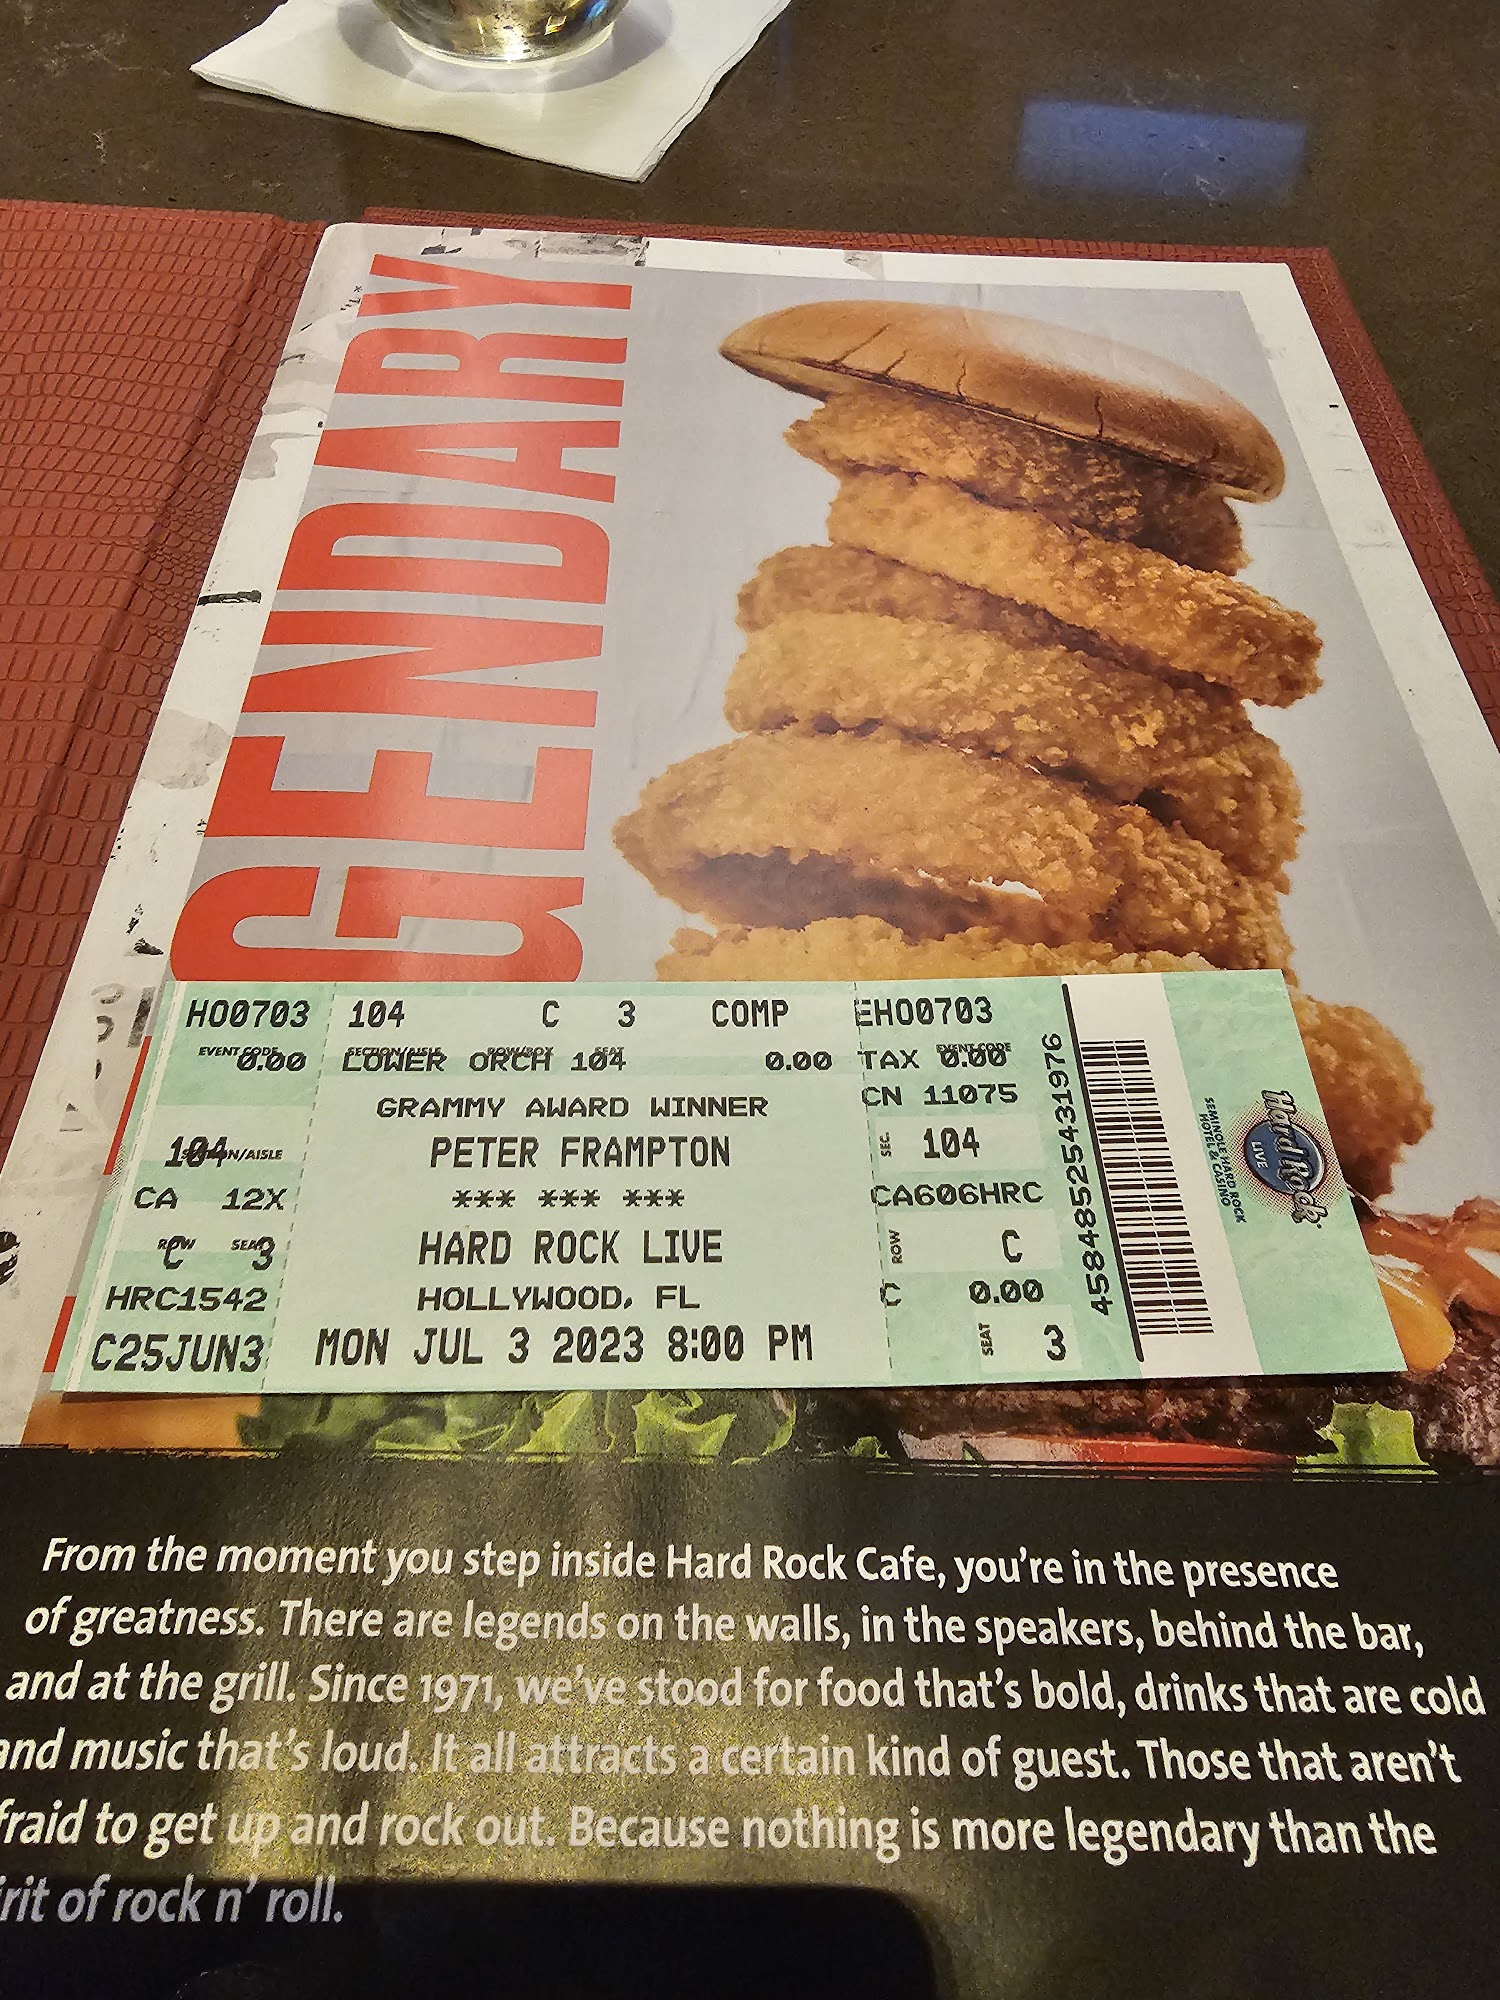 GENDARY
HO0703 104 C 3 COMP EHO0703
EVENT CODE SECTION/AISLE ROW/BOX SEAT EVENT CODE
0.00 LOWER ORCH 104 0.00 TAX 0.00
GRAMMY AWARD WINNER CN 11075
104 SECTION/AISLE PETER FRAMPTON SEC. 104
CA 12X *** *** *** CA606HRC
ROW SEAT
C 3 HARD ROCK LIVE ROW C
HRC1542 HOLLYWOOD, FL C 0.00
C25JUN3 MON JUL 3 2023 8:00 PM SEAT 3
45848525431976
Hard Rock
LIVE
SEMINOLE HARD ROCK
HOTEL & CASINO
From the moment you step inside Hard Rock Cafe, you're in the presence
of greatness. There are legends on the walls, in the speakers, behind the bar,
and at the grill. Since 1971, we've stood for food that's bold, drinks that are cold
and music that's loud. It all attracts a certain kind of guest. Those that aren't
fraid to get up and rock out. Because nothing is more legendary than the
irit of rock n' roll.